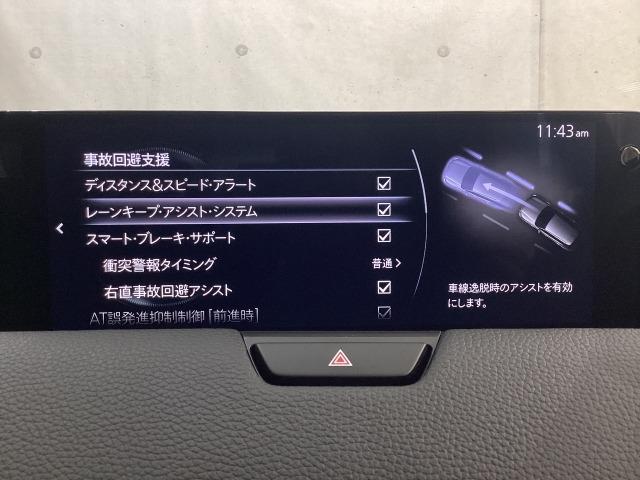 11:43 am
事故回避支援
ディスタンス&スピード・アラート
レーンキープ・アシスト・システム
スマート・ブレーキ・サポート
衝突警報タイミング 普通
右直事故回避アシスト
AT誤発進抑制制御 [前進時]
車線逸脱時のアシストを有効
にします。